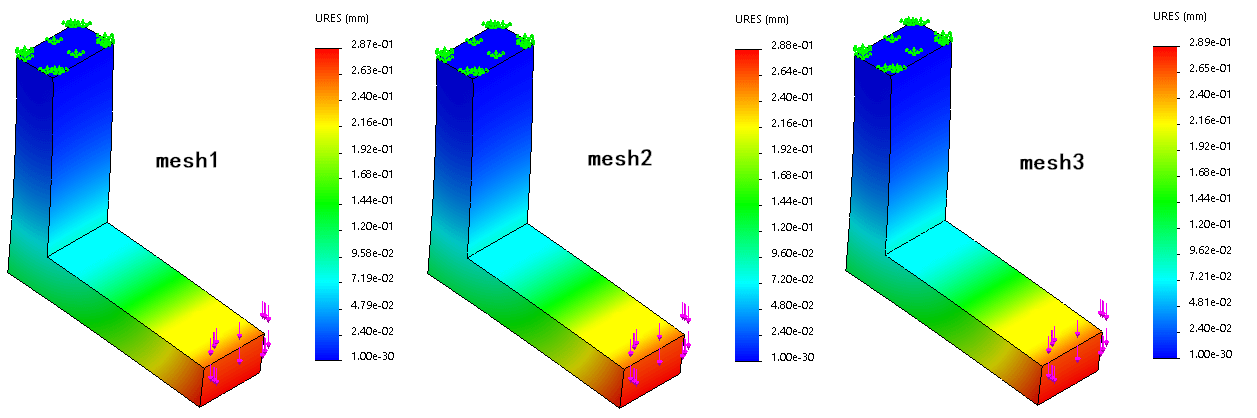 URES (mm)
2.87e-01
2.63e-01
2.40e-01
2.16e-01
1.92e-01
1.68e-01
1.44e-01
1.20e-01
9.58e-02
7.19e-02
4.79e-02
2.40e-02
1.00e-30
mesh1
URES (mm)
2.88e-01
2.64e-01
2.40e-01
2.16e-01
1.92e-01
1.68e-01
1.44e-01
1.20e-01
9.60e-02
7.20e-02
4.80e-02
2.40e-02
1.00e-30
mesh2
URES (mm)
2.89e-01
2.64e-01
2.40e-01
2.16e-01
1.92e-01
1.68e-01
1.44e-01
1.20e-01
9.62e-02
7.21e-02
4.81e-02
2.40e-02
1.00e-30
mesh3